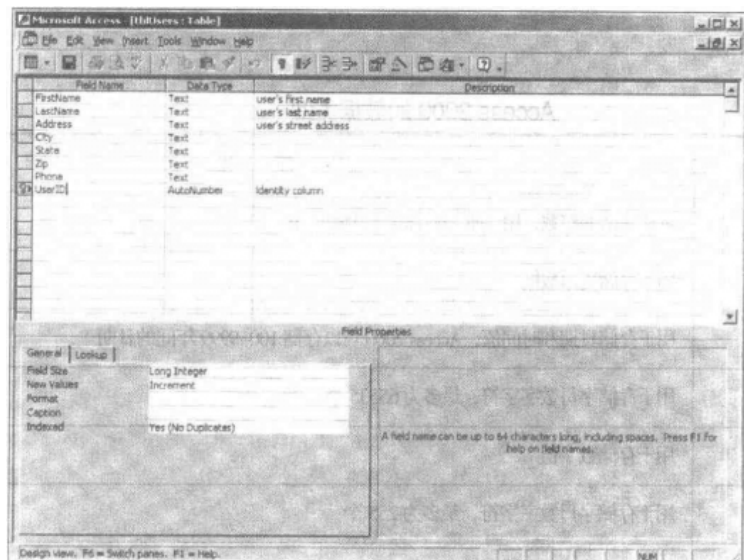 Microsoft Access - [tblUsers : Table]
File Edit View Insert Tools Window Help
Field Name Data Type Description
FirstName Text user's first name
LastName Text user's last name
Address Text user's street address
City Text
State Text
Zip Text
Phone Text
UserID AutoNumber Identity column
Field Properties
General Lookup
Field Size Long Integer
New Values Increment
Format
Caption
Indexed Yes (No Duplicates)
A field name can be up to 64 characters long, including spaces. Press F1 for
help on field names.
Design view. F6 = Switch panes. F1 = Help. NUM